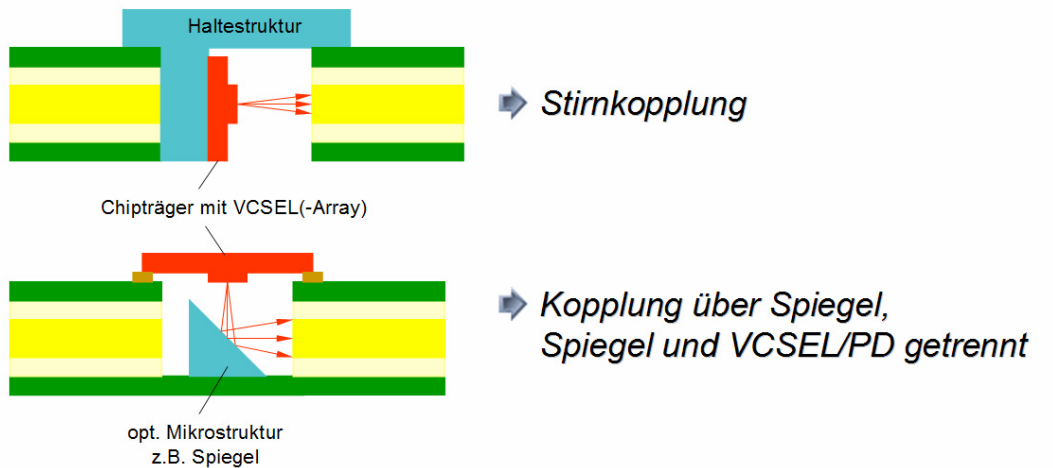 Haltestruktur
Stirnkopplung
Chipträger mit VCSEL(-Array)
Kopplung über Spiegel,
Spiegel und VCSEL/PD getrennt
opt. Mikrostruktur
z.B. Spiegel